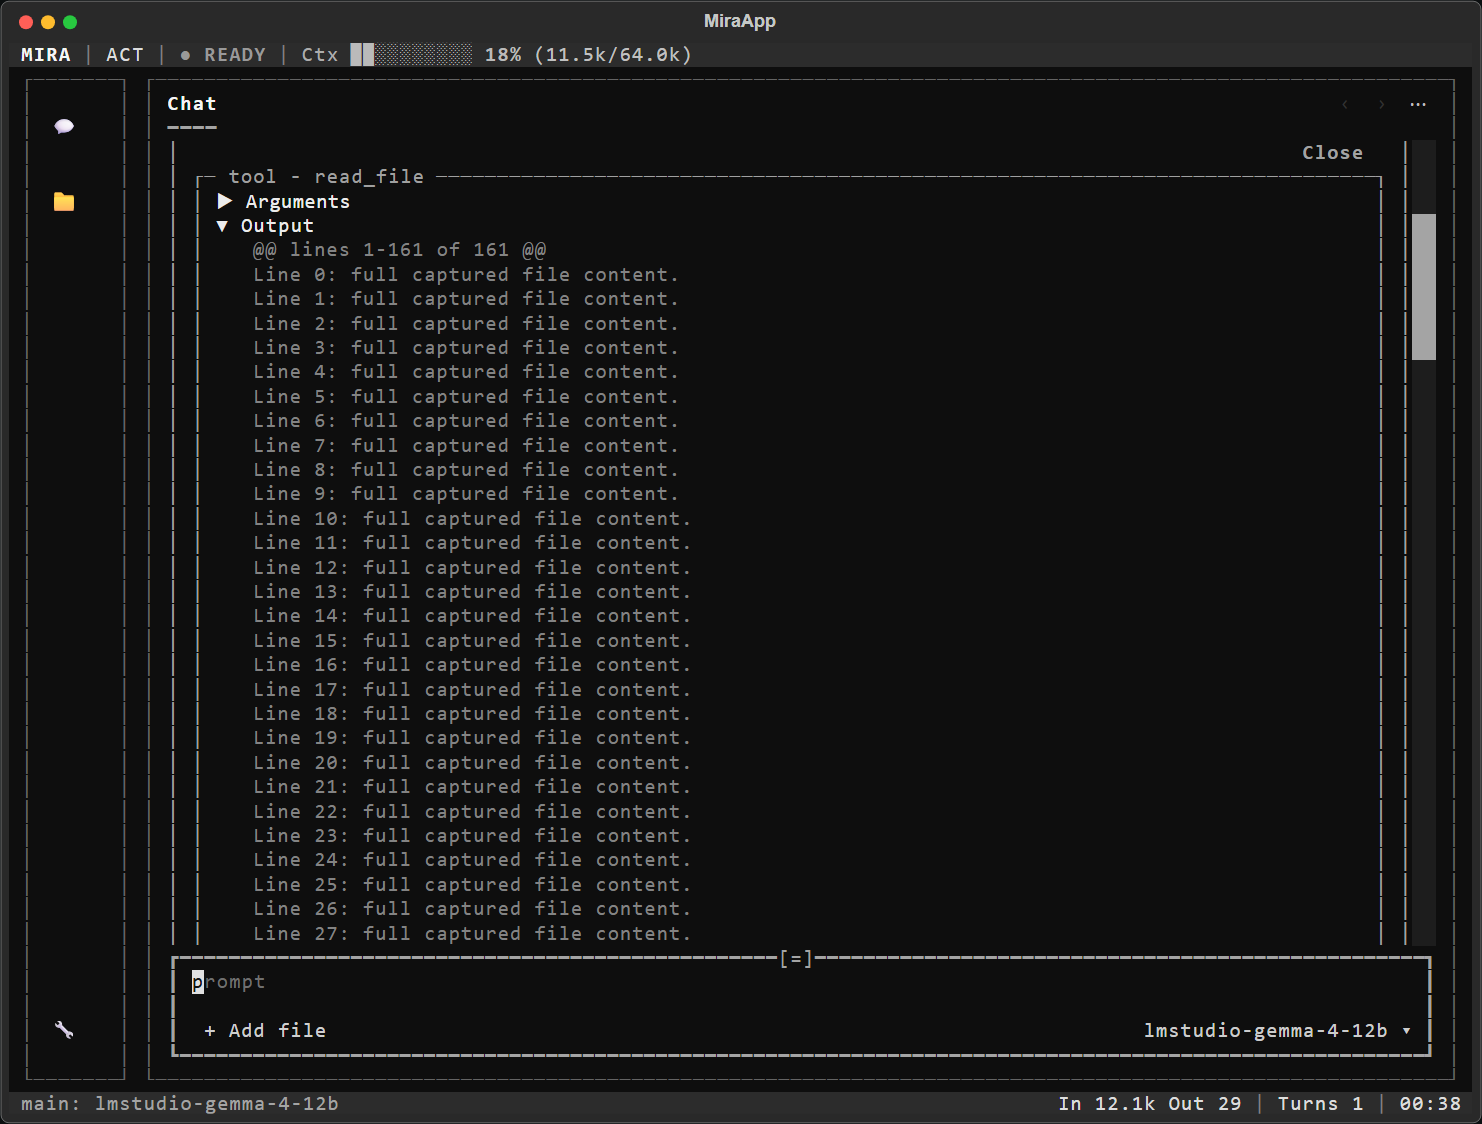 MiraApp
MIRA | ACT | ● READY | Ctx 18% (11.5k/64.0k)
Chat
‹ › ⋯
Close
tool - read_file
▶ Arguments
▼ Output
@@ lines 1-161 of 161 @@
Line 0: full captured file content.
Line 1: full captured file content.
Line 2: full captured file content.
Line 3: full captured file content.
Line 4: full captured file content.
Line 5: full captured file content.
Line 6: full captured file content.
Line 7: full captured file content.
Line 8: full captured file content.
Line 9: full captured file content.
Line 10: full captured file content.
Line 11: full captured file content.
Line 12: full captured file content.
Line 13: full captured file content.
Line 14: full captured file content.
Line 15: full captured file content.
Line 16: full captured file content.
Line 17: full captured file content.
Line 18: full captured file content.
Line 19: full captured file content.
Line 20: full captured file content.
Line 21: full captured file content.
Line 22: full captured file content.
Line 23: full captured file content.
Line 24: full captured file content.
Line 25: full captured file content.
Line 26: full captured file content.
Line 27: full captured file content.
[=]
prompt
+ Add file
lmstudio-gemma-4-12b ▾
main: lmstudio-gemma-4-12b
In 12.1k Out 29 | Turns 1 | 00:38